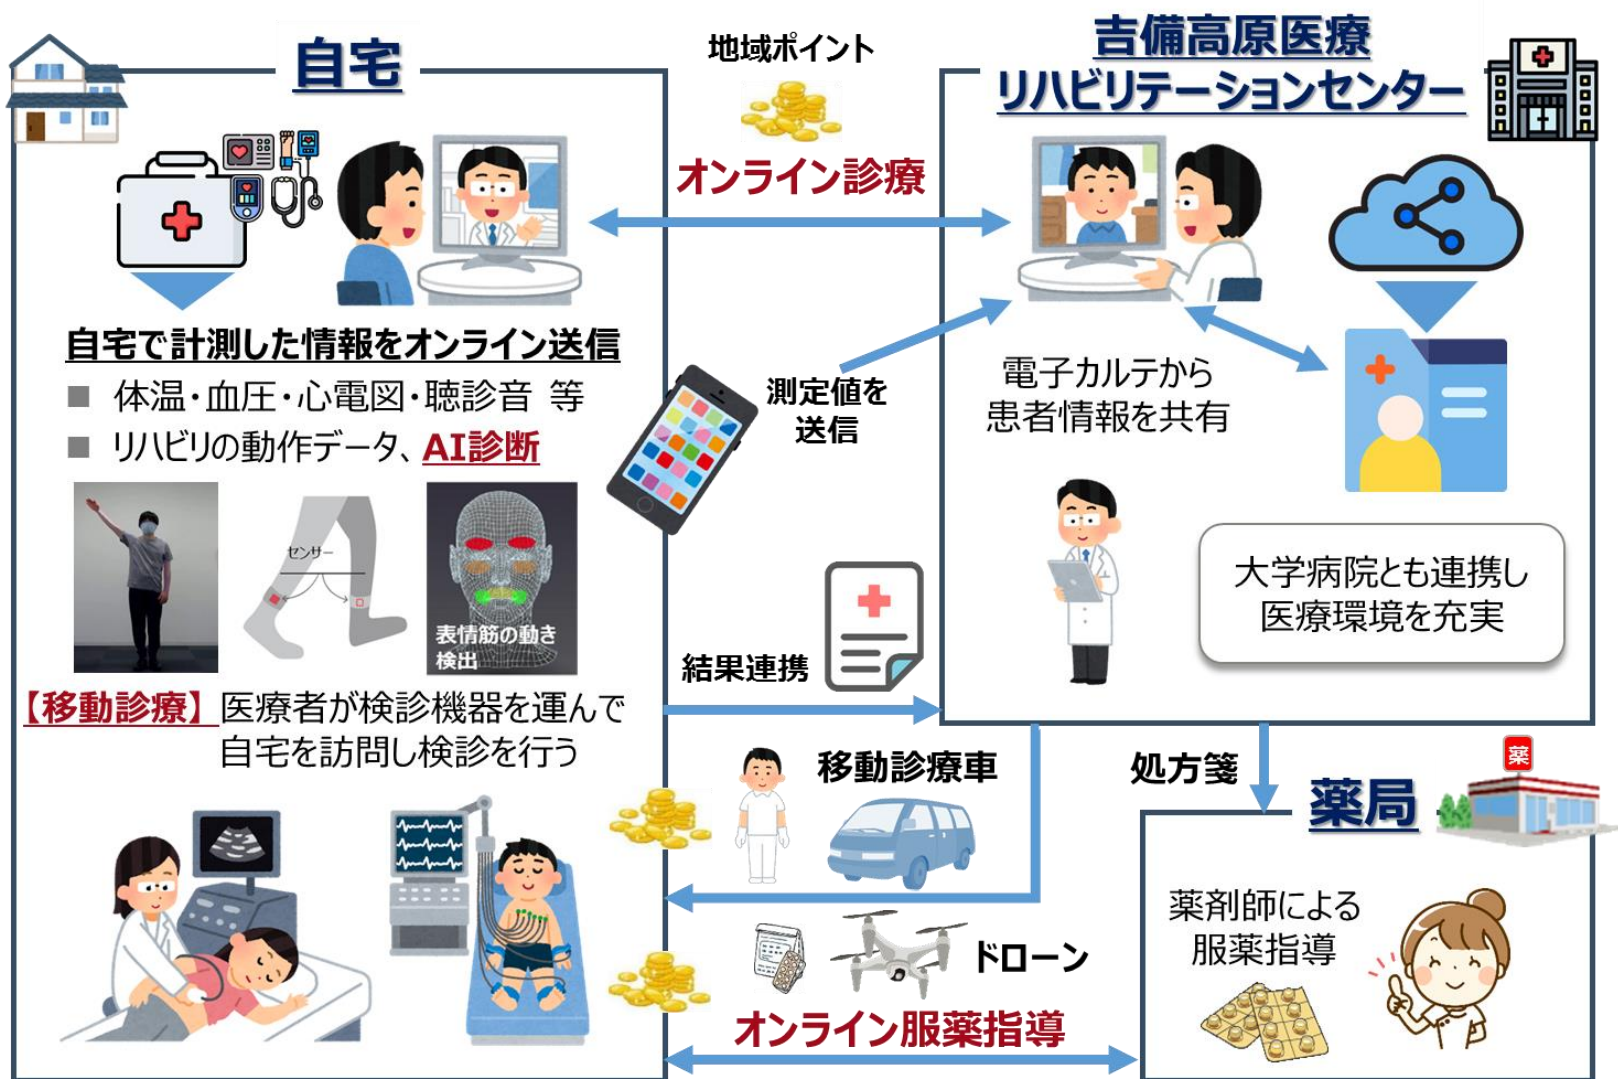 自宅
地域ポイント
吉備高原医療
リハビリテーションセンター
オンライン診療
自宅で計測した情報をオンライン送信
■ 体温・血圧・心電図・聴診音 等
■ リハビリの動作データ、AI診断
測定値を
送信
電子カルテから
患者情報を共有
センサー
表情筋の動き
検出
大学病院とも連携し
医療環境を充実
結果連携
【移動診療】医療者が検診機器を運んで
自宅を訪問し検診を行う
移動診療車
処方箋
薬
薬局
薬剤師による
服薬指導
ドローン
オンライン服薬指導